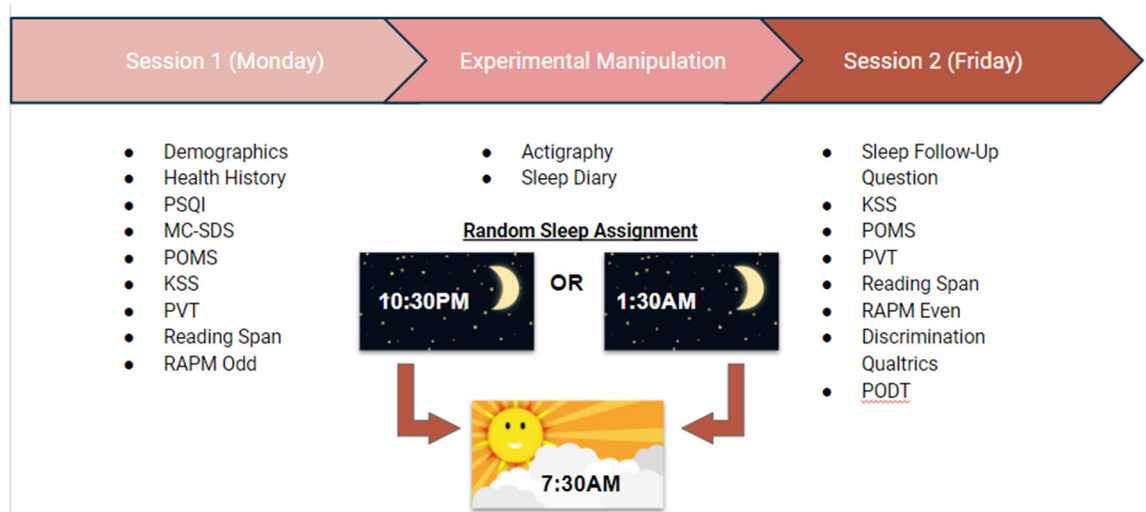 Session 1 (Monday)
Experimental Manipulation
Session 2 (Friday)
● Demographics
● Health History
● PSQI
● MC-SDS
● POMS
● KSS
● PVT
● Reading Span
● RAPM Odd
● Actigraphy
● Sleep Diary
Random Sleep Assignment
10:30PM
OR
1:30AM
7:30AM
● Sleep Follow-Up
Question
● KSS
● POMS
● PVT
● Reading Span
● RAPM Even
● Discrimination
Qualtrics
● PODT